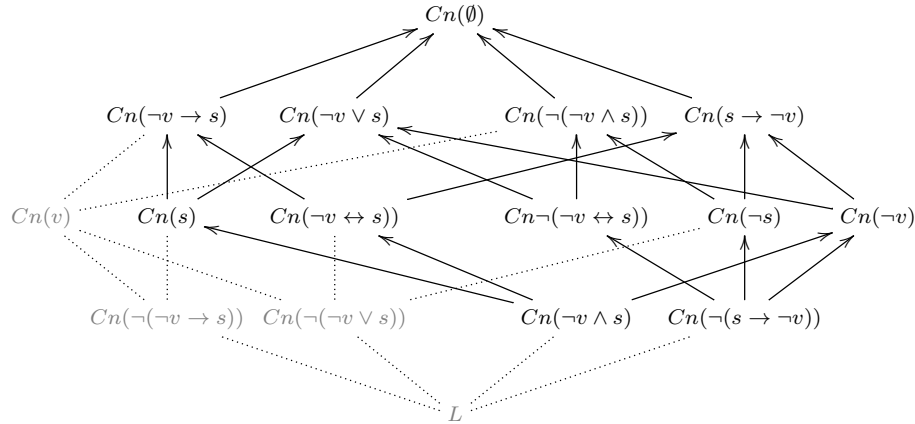 Cn(∅)
Cn(¬v → s) Cn(¬v ∨ s) Cn(¬(¬v ∧ s)) Cn(s → ¬v)
Cn(v) Cn(s) Cn(¬v ↔ s)) Cn¬(¬v ↔ s)) Cn(¬s) Cn(¬v)
Cn(¬(¬v → s)) Cn(¬(¬v ∨ s)) Cn(¬v ∧ s) Cn(¬(s → ¬v))
L